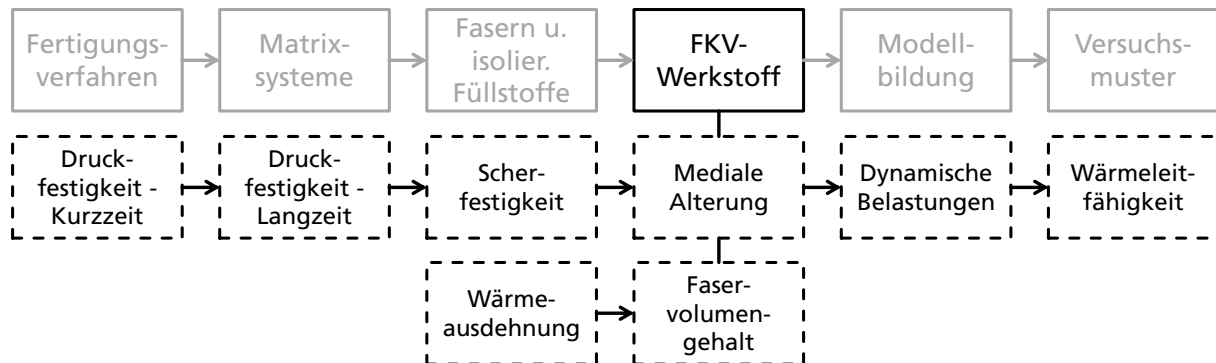 Fertigungs-
verfahren
Matrix-
systeme
Fasern u.
isolier.
Füllstoffe
FKV-
Werkstoff
Modell-
bildung
Versuchs-
muster
Druck-
festigkeit -
Kurzzeit
Druck-
festigkeit -
Langzeit
Scher-
festigkeit
Mediale
Alterung
Dynamische
Belastungen
Wärmeleit-
fähigkeit
Wärme-
ausdehnung
Faser-
volumen-
gehalt